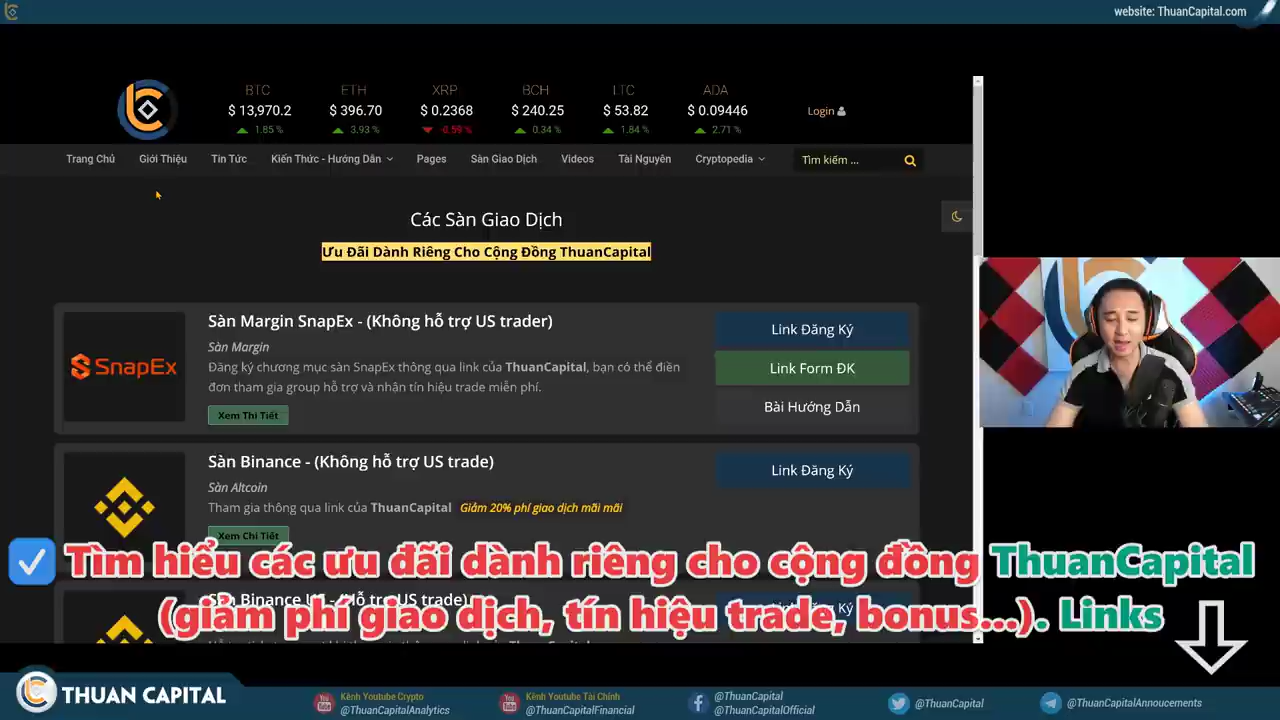 website: ThuanCapital.com
BTC ETH XRP BCH LTC ADA
$ 13,970.2 $ 396.70 $ 0.2368 $ 240.25 $ 53.82 $ 0.09446
Login
1.85 % 3.93 % -0.59 % 0.34 % 1.84 % 2.71 %
Trang Chủ Giới Thiệu Tin Tức Kiến Thức - Hướng Dẫn Pages Sàn Giao Dịch Videos Tài Nguyên Cryptopedia Tìm kiếm ...
Các Sàn Giao Dịch
Ưu Đãi Dành Riêng Cho Cộng Đồng ThuanCapital
SnapEx
Sàn Margin SnapEx - (Không hỗ trợ US trader)
Sàn Margin
Đăng ký chương mục sàn SnapEx thông qua link của ThuanCapital, bạn có thể điền
đơn tham gia group hỗ trợ và nhận tín hiệu trade miễn phí.
Xem Thi Tiết
Link Đăng Ký
Link Form ĐK
Bài Hướng Dẫn
Sàn Binance - (Không hỗ trợ US trade)
Sàn Altcoin
Tham gia thông qua link của ThuanCapital Giảm 20% phí giao dịch mãi mãi
Xem Chi Tiết
Link Đăng Ký
Tìm hiểu các ưu đãi dành riêng cho cộng đồng ThuanCapital
(giảm phí giao dịch, tín hiệu trade, bonus...). Links
THUAN CAPITAL
Kênh Youtube Crypto
@ThuanCapitalAnalytics
Kênh Youtube Tài Chính
@ThuanCapitalFinancial
@ThuanCapital
@ThuanCapitalOfficial
@ThuanCapital
@ThuanCapitalAnnoucements